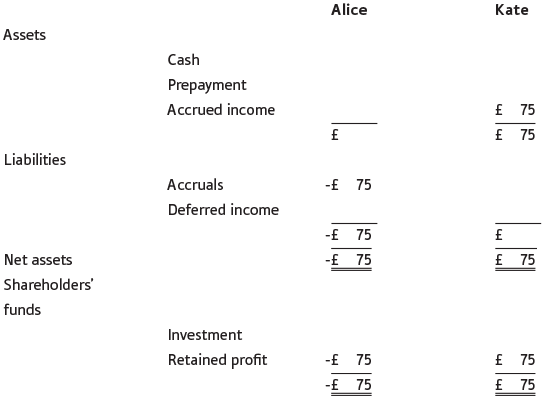 Alice Kate
Assets
Cash
Prepayment
Accrued income £ 75
£ £ 75
Liabilities
Accruals -£ 75
Deferred income
-£ 75 £
Net assets -£ 75 £ 75
Shareholders’
funds
Investment
Retained profit -£ 75 £ 75
-£ 75 £ 75